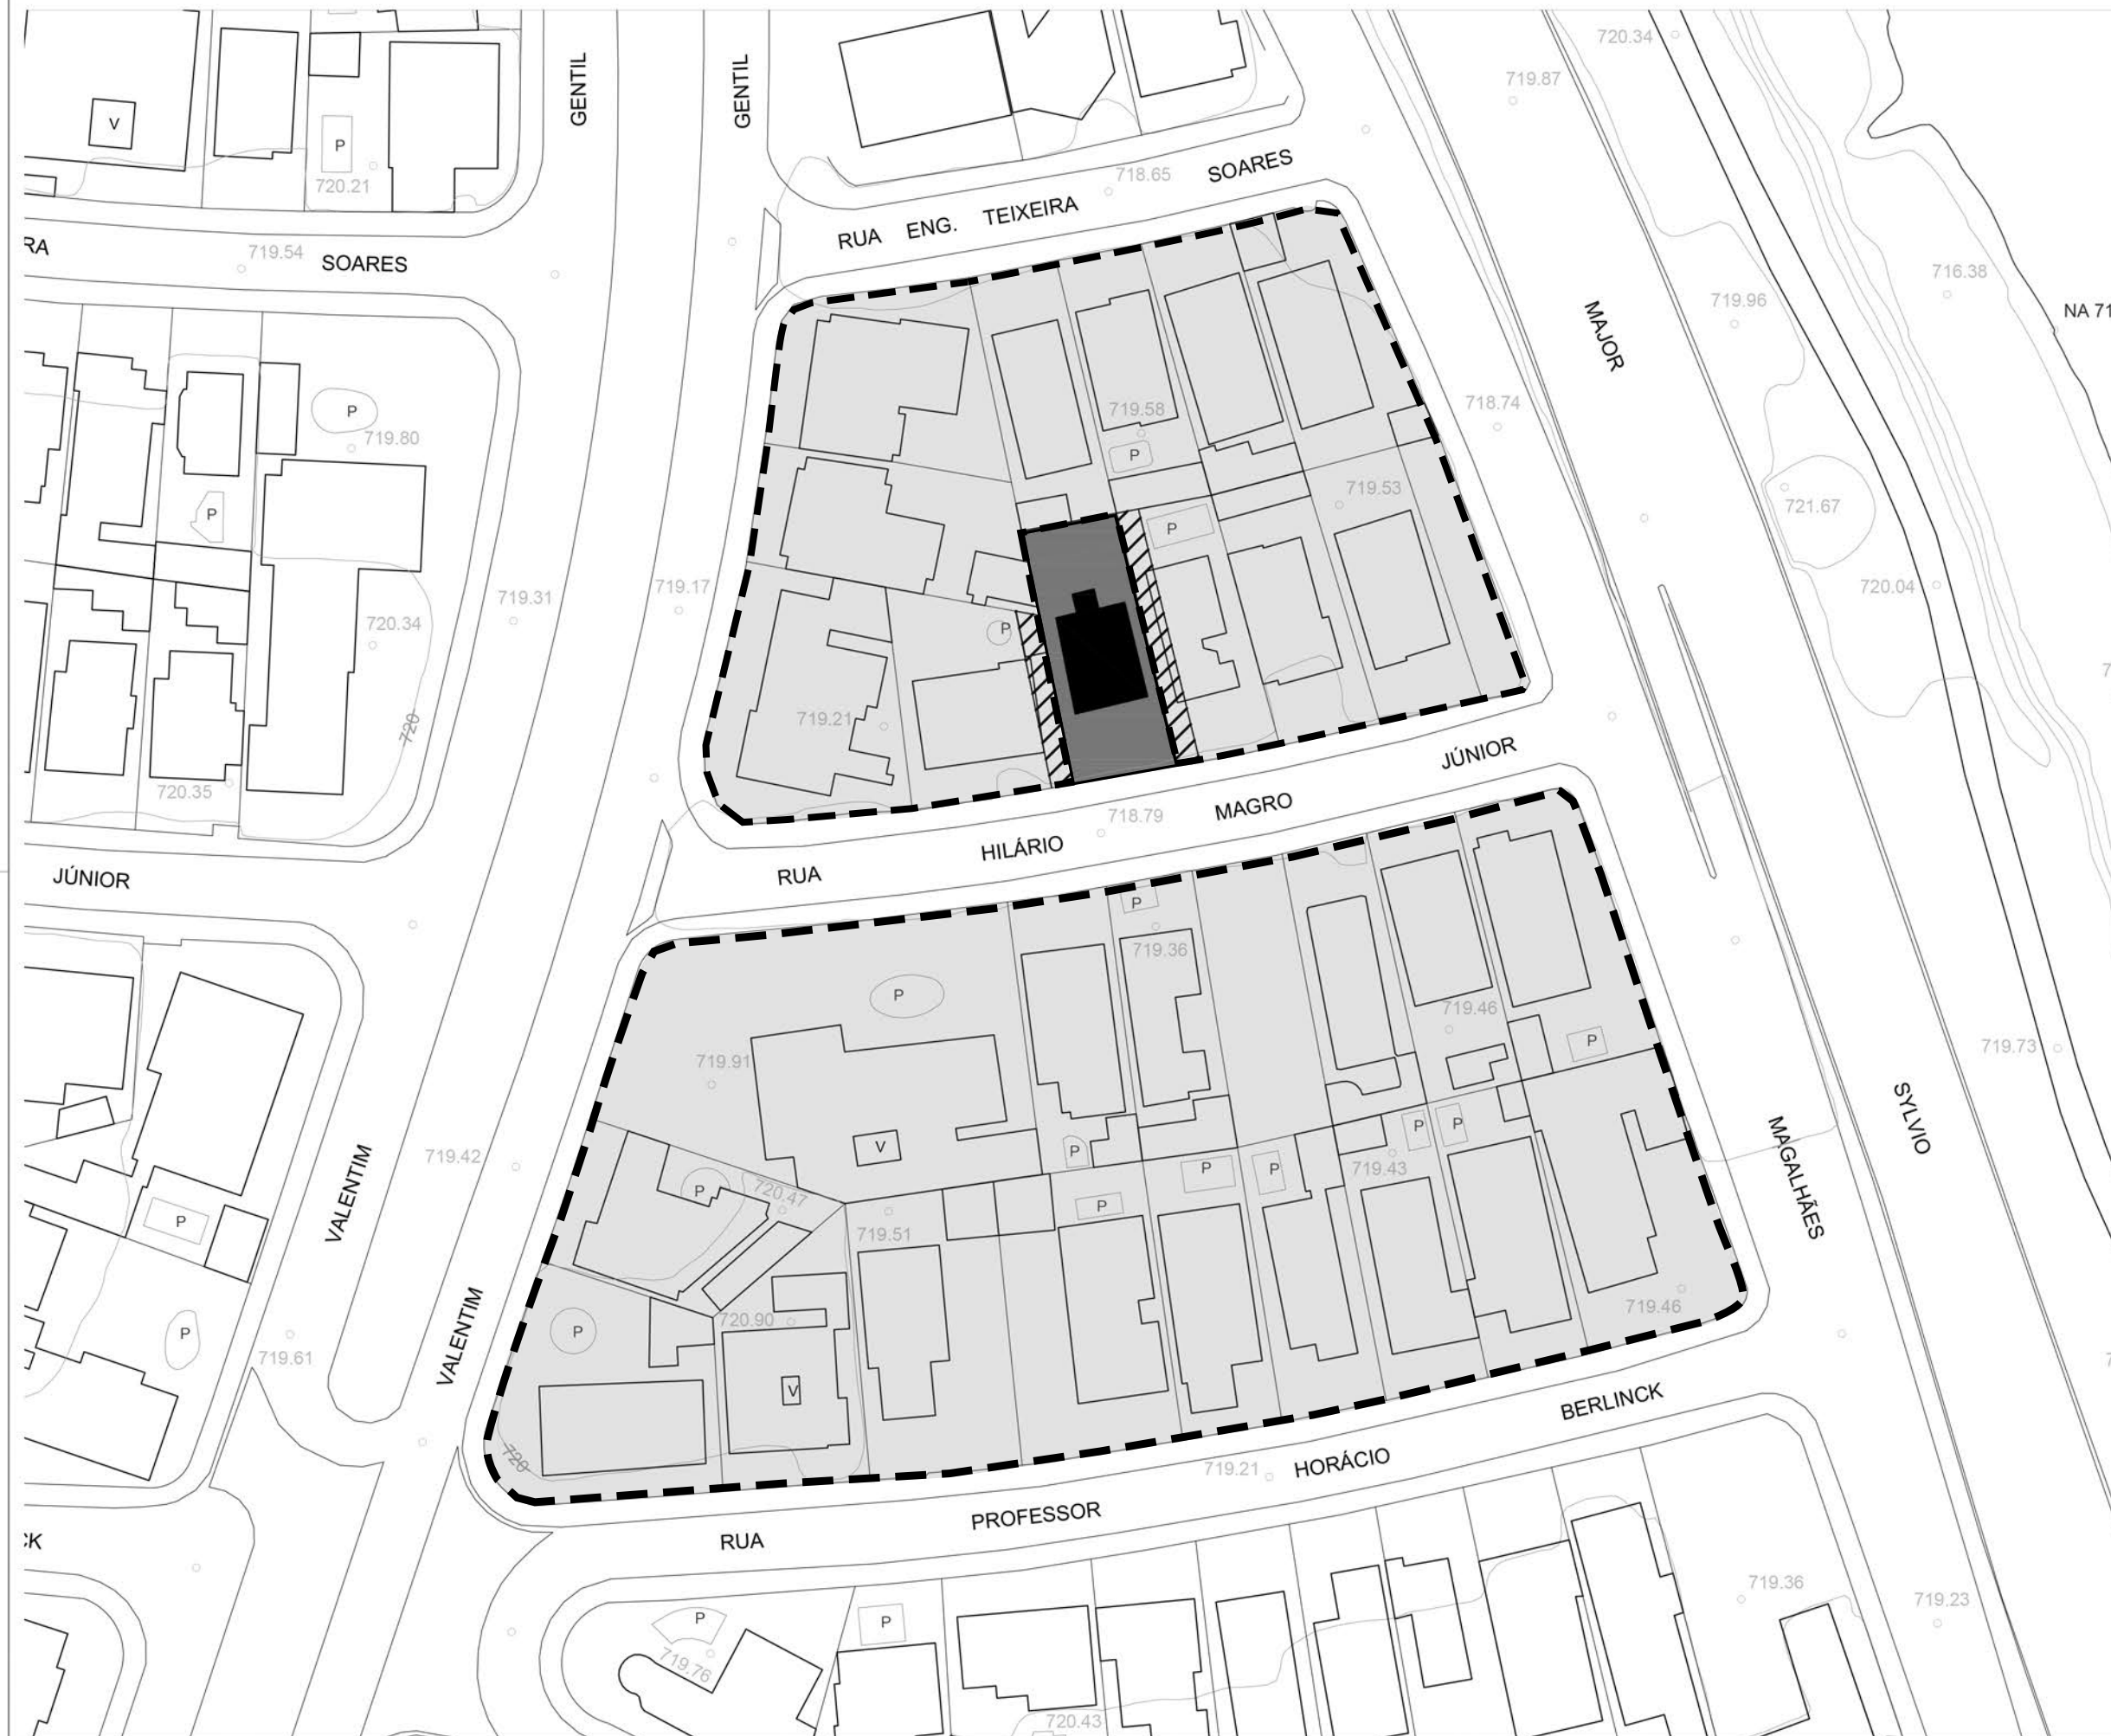 GENTIL
GENTIL
720.34
719.87
V
P
720.21
718.65
SOARES
RUA ENG. TEIXEIRA
RA
719.54
SOARES
716.38
719.96
NA 71
MAJOR
P
719.80
719.58
718.74
P
719.53
721.67
P
P
719.31
719.17
720.04
720.34
P
719.21
720
720.35
JÚNIOR
718.79
MAGRO
HILÁRIO
RUA
JÚNIOR
P
719.36
P
719.46
P
719.91
719.73
V
P
P
P
P
P
719.43
SYLVIO
MAGALHÃES
719.42
VALENTIM
P
720.47
P
719.51
P
P
P
719.61
VALENTIM
720.90
V
719.46
720
BERLINCK
HORÁCIO
719.21
PROFESSOR
RUA
CK
719.36
719.23
P
P
719.76
720.43